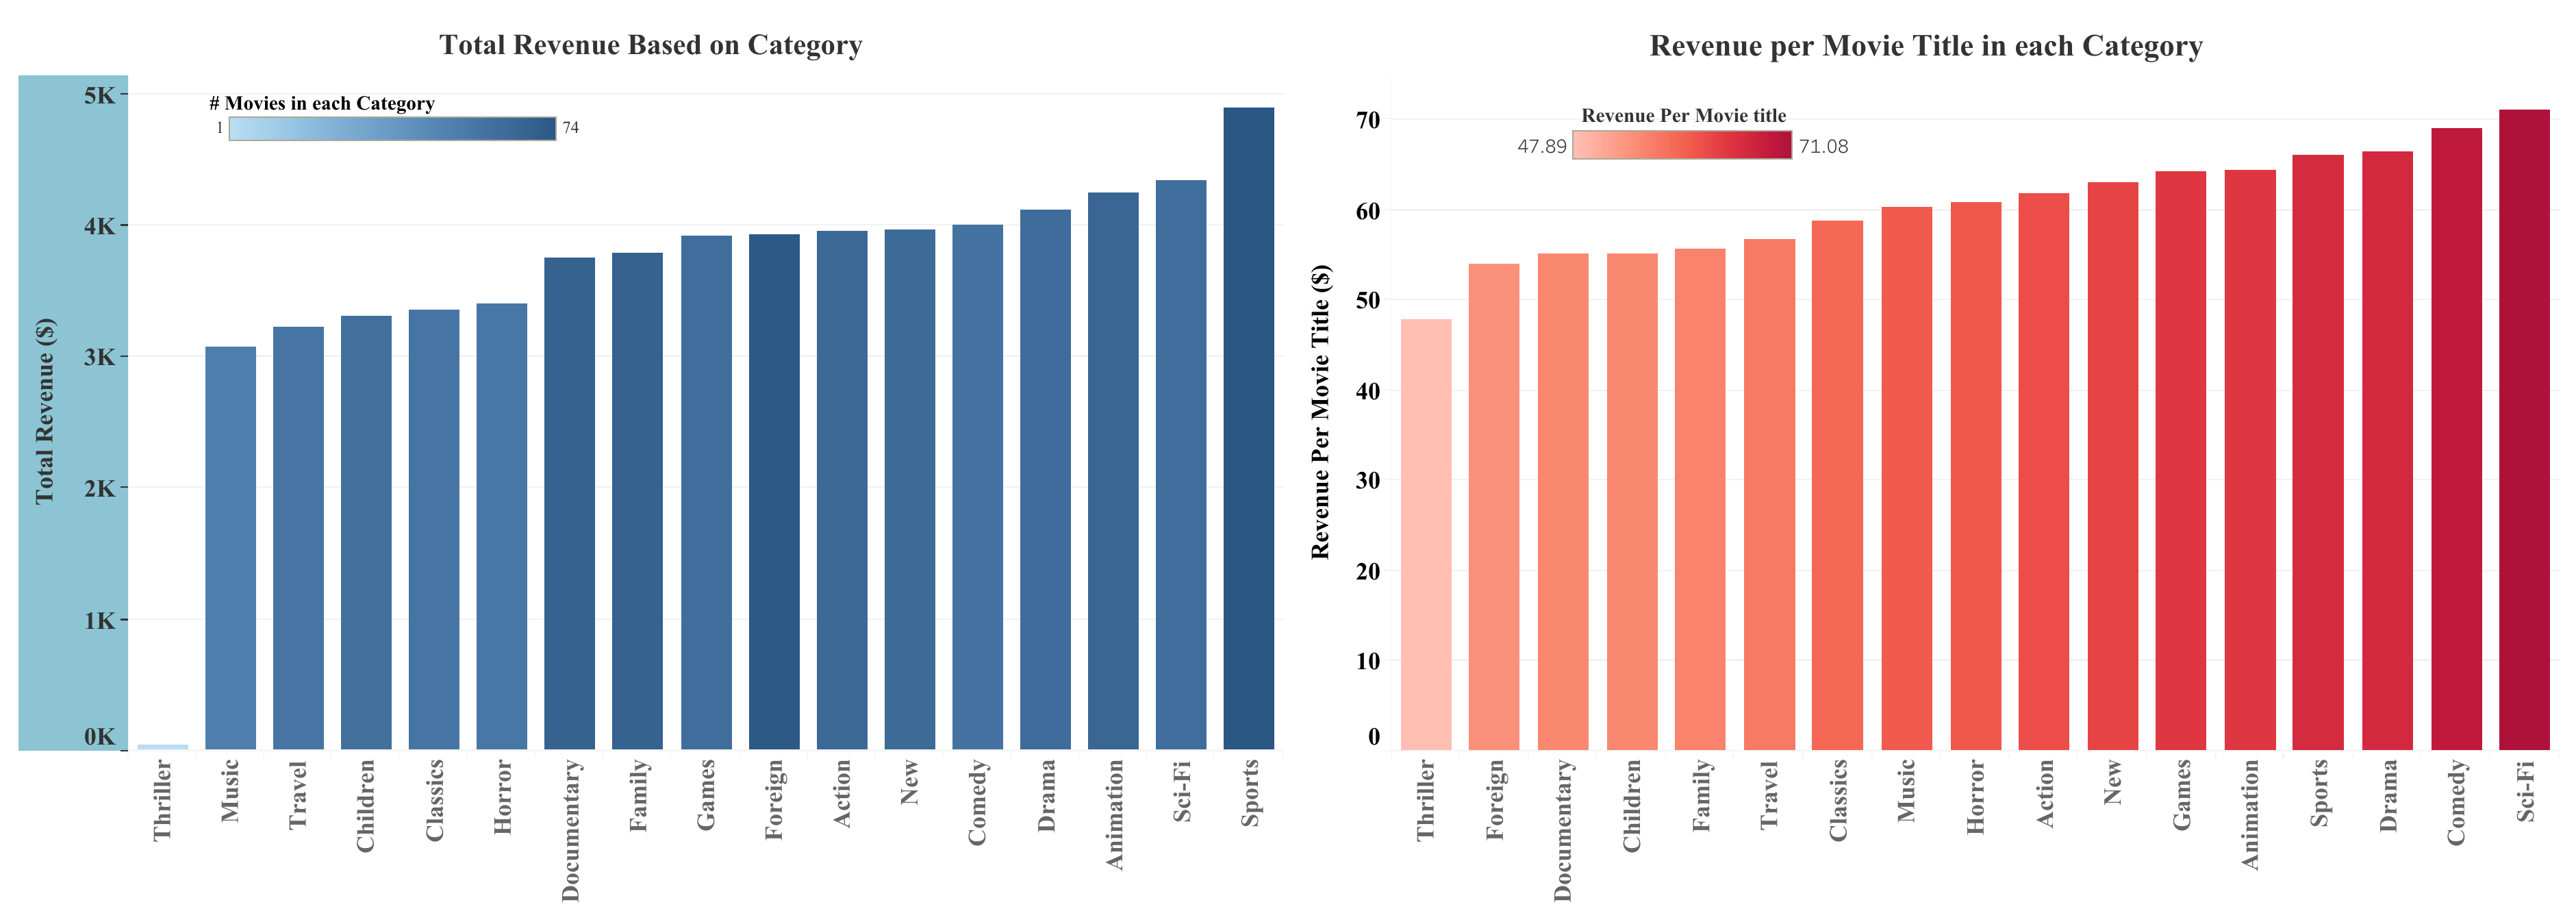 Total Revenue Based on Category
# Movies in each Category
1 74
Total Revenue ($)
5K
4K
3K
2K
1K
0K
Thriller
Music
Travel
Children
Classics
Horror
Documentary
Family
Games
Foreign
Action
New
Comedy
Drama
Animation
Sci-Fi
Sports
Revenue per Movie Title in each Category
Revenue Per Movie title
47.89 71.08
Revenue Per Movie Title ($)
70
60
50
40
30
20
10
0
Thriller
Foreign
Documentary
Children
Family
Travel
Classics
Music
Horror
Action
New
Games
Animation
Sports
Drama
Comedy
Sci-Fi